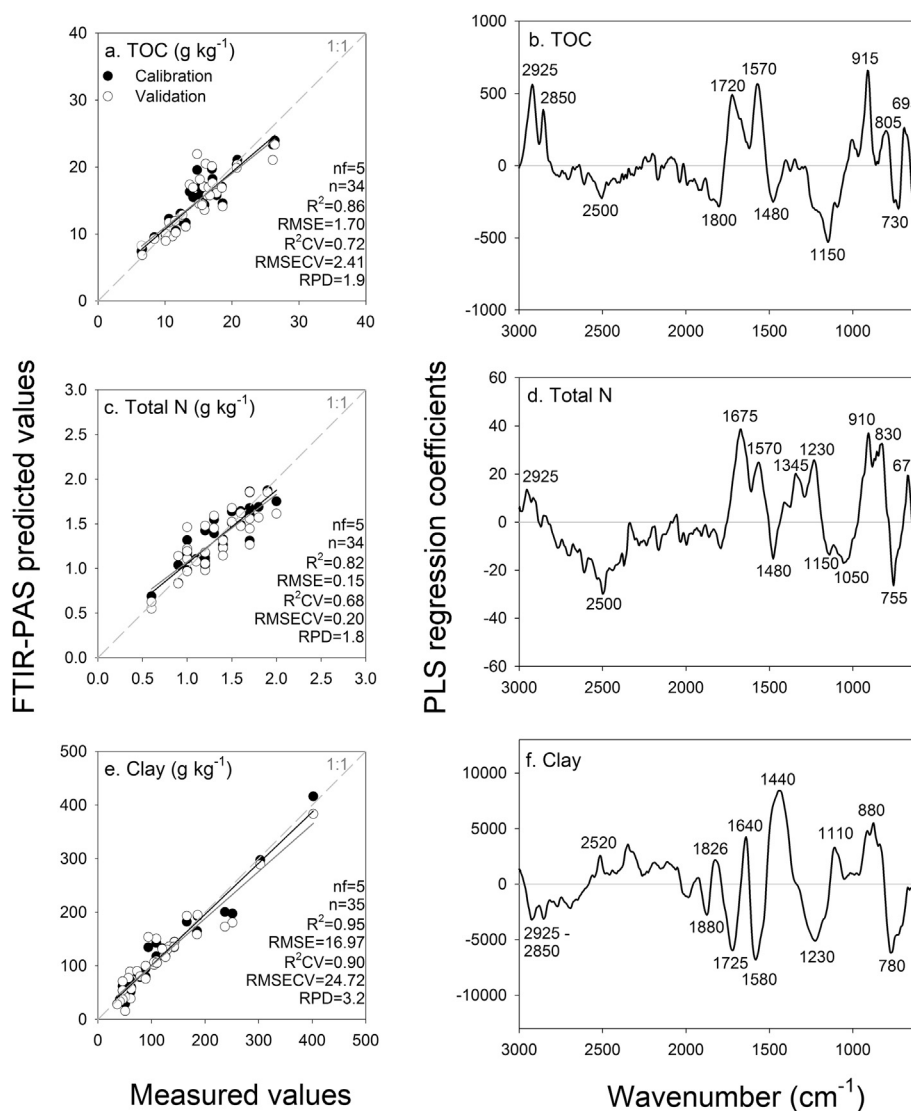 FTIR-PAS predicted values
a. TOC (g kg⁻¹)
1:1
Calibration
Validation
nf=5
n=34
R²=0.86
RMSE=1.70
R²CV=0.72
RMSECV=2.41
RPD=1.9
40
30
20
10
0
0 10 20 30 40
c. Total N (g kg⁻¹)
1:1
nf=5
n=34
R²=0.82
RMSE=0.15
R²CV=0.68
RMSECV=0.20
RPD=1.8
3.0
2.5
2.0
1.5
1.0
0.5
0.0
0.0 0.5 1.0 1.5 2.0 2.5 3.0
e. Clay (g kg⁻¹)
1:1
nf=5
n=35
R²=0.95
RMSE=16.97
R²CV=0.90
RMSECV=24.72
RPD=3.2
500
400
300
200
100
0
0 100 200 300 400 500
Measured values
PLS regression coefficients
b. TOC
1000
500
0
-500
-1000
2925
2850
2500
1720
1800
1570
1480
1150
915
805
730
69
3000 2500 2000 1500 1000
d. Total N
60
40
20
0
-20
-40
-60
2925
2500
1675
1570
1480
1345
1230
1150
1050
910
830
755
67
3000 2500 2000 1500 1000
f. Clay
10000
5000
0
-5000
-10000
2925 -
2850
2520
1880
1826
1725
1640
1580
1440
1230
1110
880
780
3000 2500 2000 1500 1000
Wavenumber (cm⁻¹)